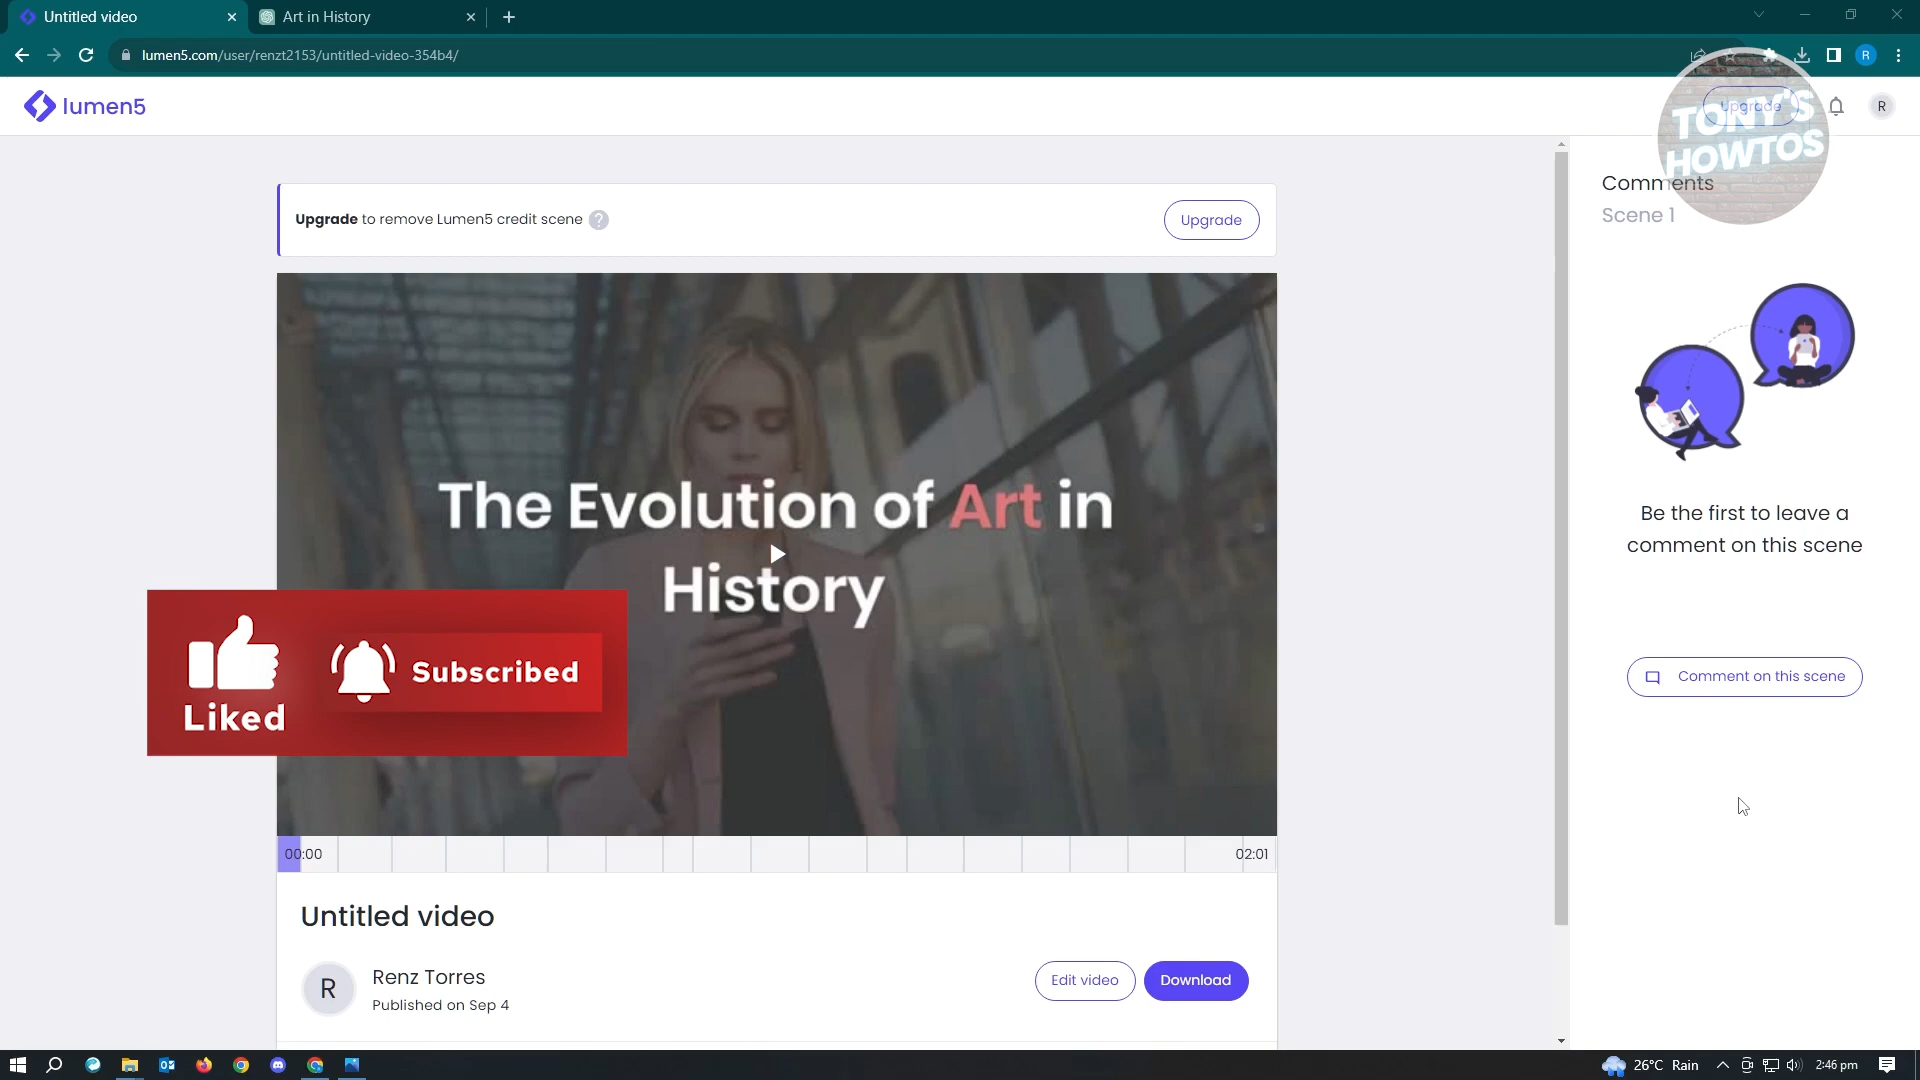 Untitled video
Art in History
lumen5.com/user/renzt2153/untitled-video-354b4/
R
lumen5
Upgrade
R
TONY'S
HOWTOS
Upgrade to remove Lumen5 credit scene ?
Upgrade
Comments
Scene 1
The Evolution of Art in
History
Be the first to leave a
comment on this scene
Comment on this scene
Liked
Subscribed
00:00
02:01
Untitled video
R
Renz Torres
Published on Sep 4
Edit video
Download
26°C Rain
2:46 pm